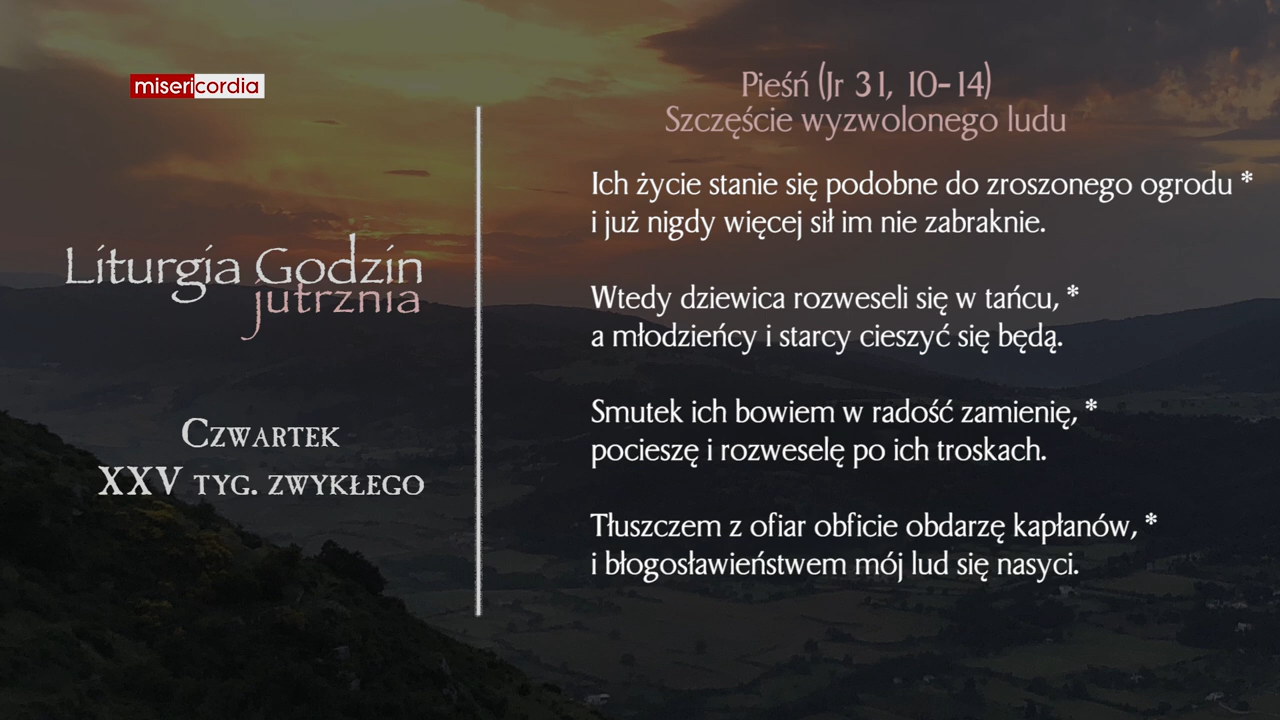 misericordia
Liturgia Godzin
jutrznia
Czwartek
XXV tyg. zwykłego
Pieśń (Jr 31, 10-14)
Szczęście wyzwolonego ludu
Ich życie stanie się podobne do zroszonego ogrodu *
i już nigdy więcej sił im nie zabraknie.
Wtedy dziewica rozweseli się w tańcu, *
a młodzieńcy i starcy cieszyć się będą.
Smutek ich bowiem w radość zamienię, *
pocieszę i rozweselę po ich troskach.
Tłuszczem z ofiar obficie obdarzę kapłanów, *
i błogosławieństwem mój lud się nasyci.